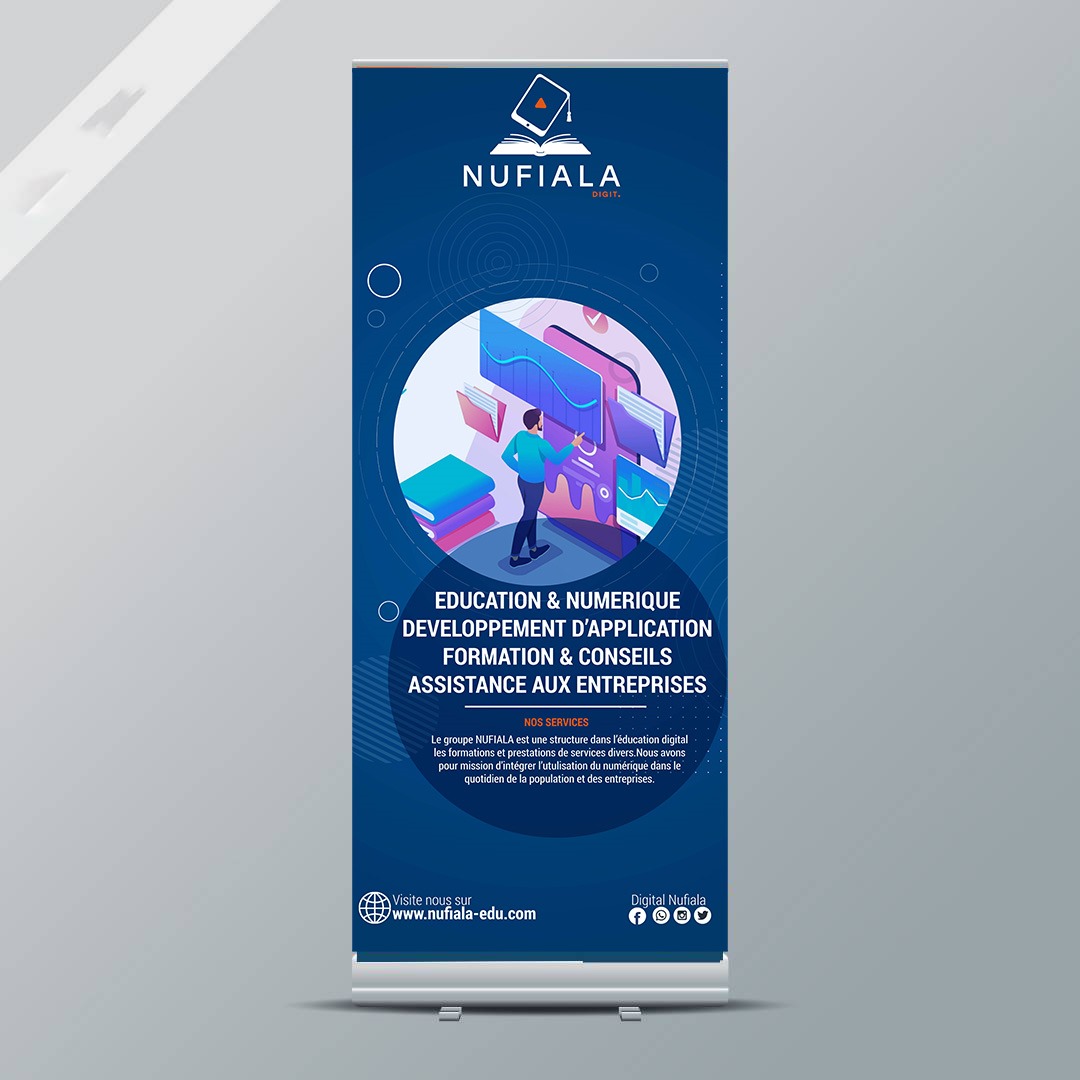 NUFIALA
DIGIT.
EDUCATION & NUMERIQUE
DEVELOPPEMENT D'APPLICATION
FORMATION & CONSEILS
ASSISTANCE AUX ENTREPRISES
NOS SERVICES
Le groupe NUFIALA est une structure dans l'éducation digital
les formations et prestations de services divers.Nous avons
pour mission d'intégrer l'utulisation du numérique dans le
quotidien de la population et des entreprises.
Visite nous sur
www.nufiala-edu.com
Digital Nufiala